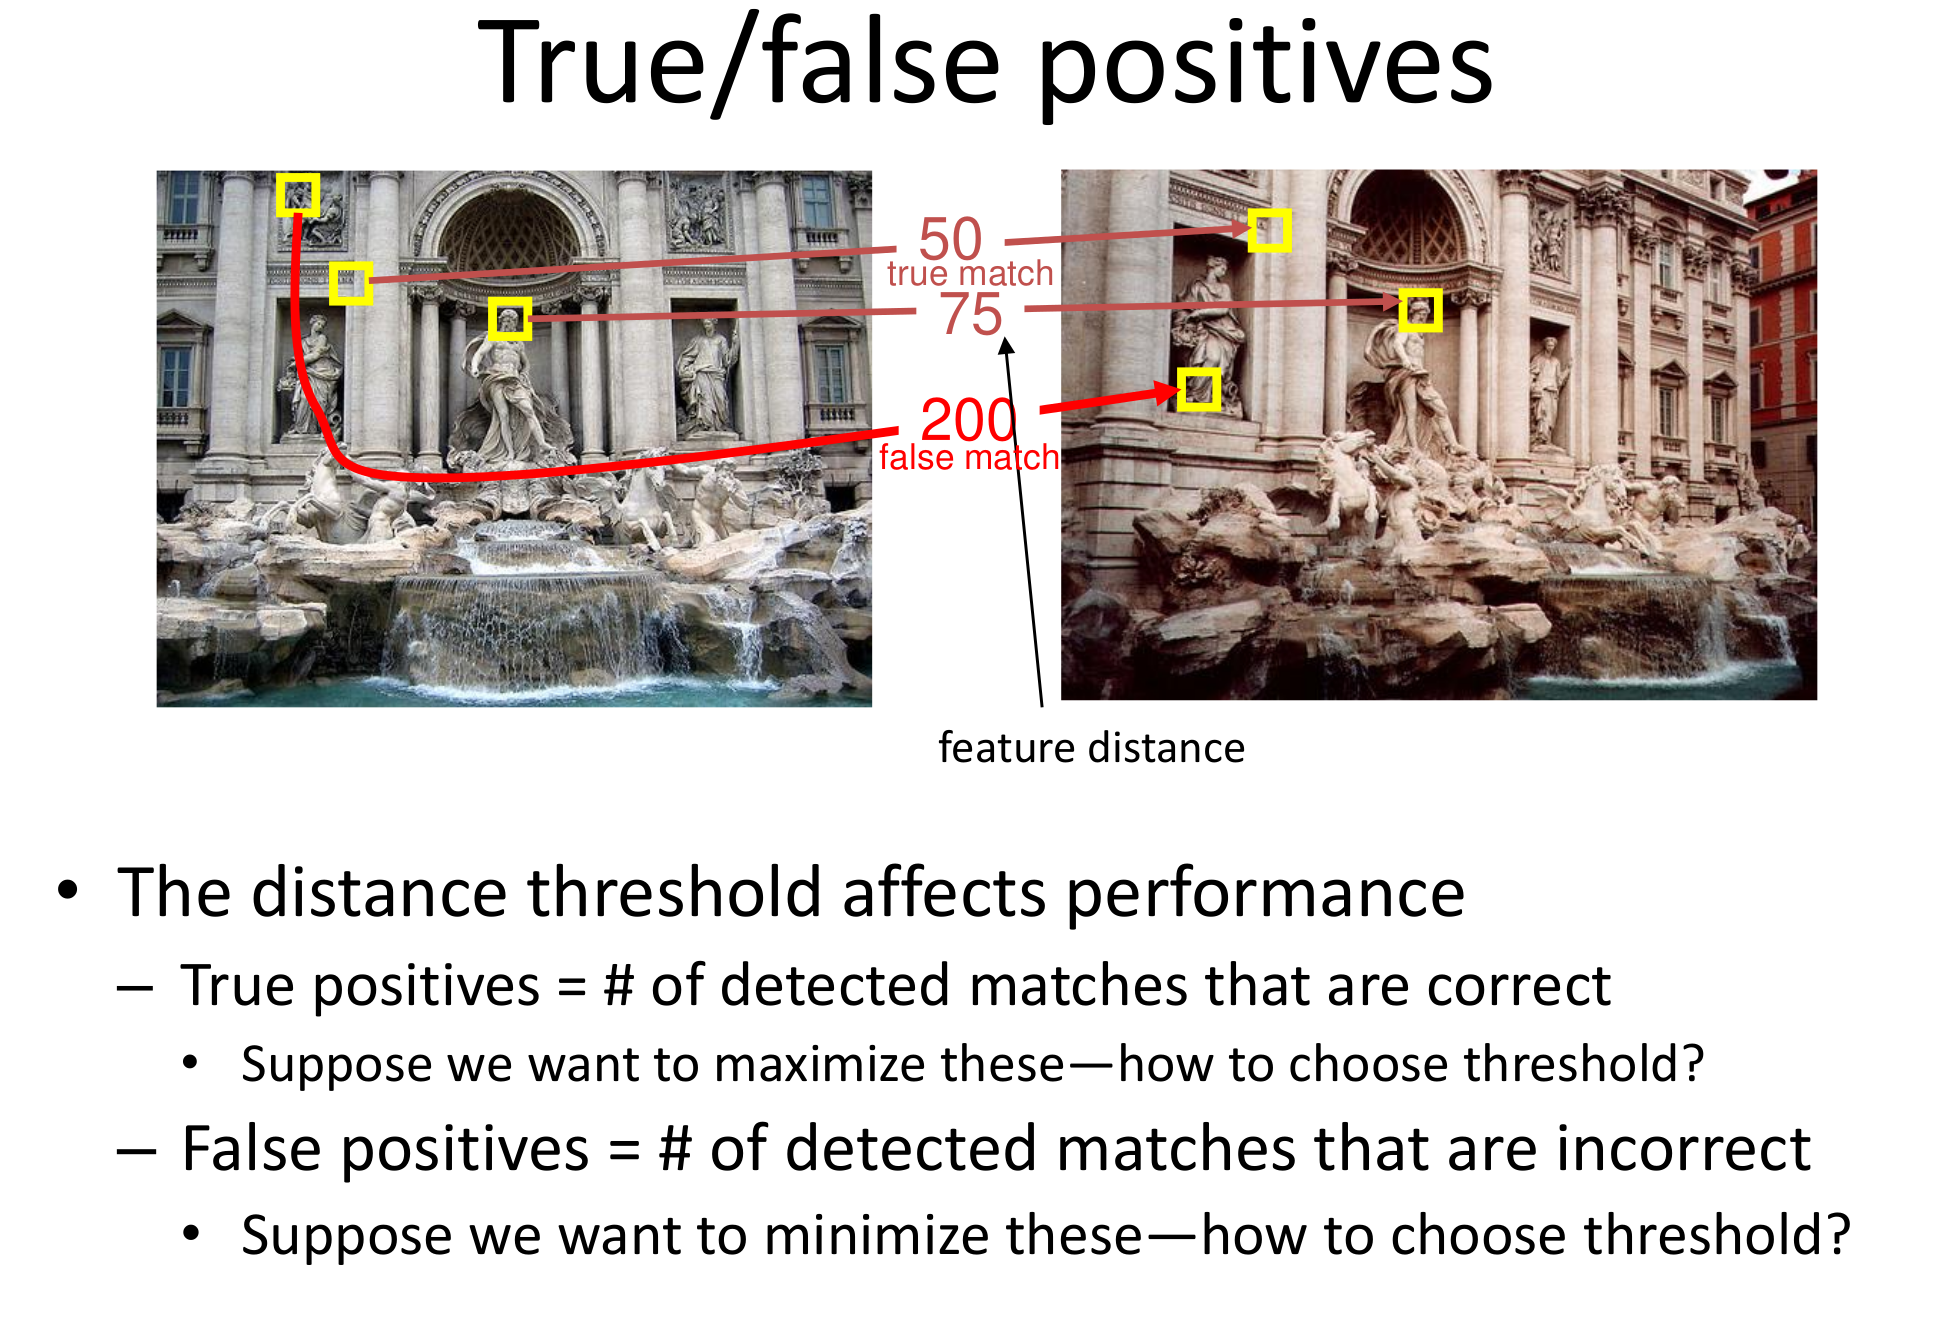 True/false positives
50
true match
75
200
false match
feature distance
• The distance threshold affects performance
– True positives = # of detected matches that are correct
• Suppose we want to maximize these—how to choose threshold?
– False positives = # of detected matches that are incorrect
• Suppose we want to minimize these—how to choose threshold?